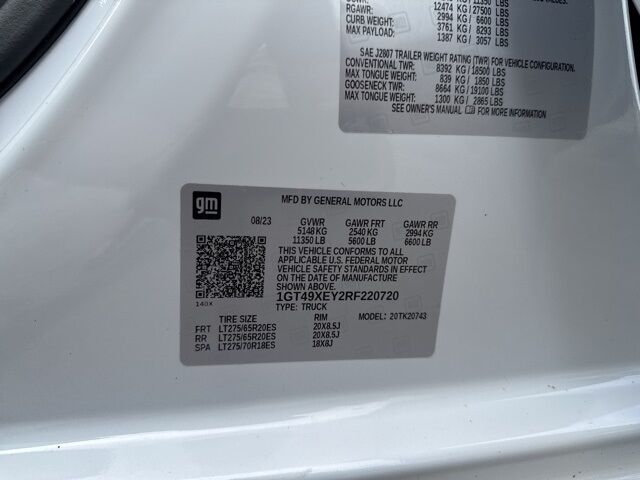 RGAWR: 12474 KG / 27500 LBS
CURB WEIGHT: 2994 KG / 6600 LBS
MAX PAYLOAD: 3761 KG / 8293 LBS
1387 KG / 3057 LBS
SAE J2807 TRAILER WEIGHT RATING (TWR) FOR VEHICLE CONFIGURATION.
CONVENTIONAL TWR: 8392 KG / 18500 LBS
MAX TONGUE WEIGHT: 839 KG / 1850 LBS
GOOSENECK TWR: 8664 KG / 19100 LBS
MAX TONGUE WEIGHT: 1300 KG / 2865 LBS
SEE OWNER'S MANUAL FOR MORE INFORMATION
gm
MFD BY GENERAL MOTORS LLC
08/23 GVWR GAWR FRT GAWR RR
5148 KG 2540 KG 2994 KG
11350 LB 5600 LB 6600 LB
THIS VEHICLE CONFORMS TO ALL
APPLICABLE U.S. FEDERAL MOTOR
VEHICLE SAFETY STANDARDS IN EFFECT
ON THE DATE OF MANUFACTURE
SHOWN ABOVE.
1GT49XEY2RF220720
140X TYPE: TRUCK
TIRE SIZE RIM MODEL: 20TK20743
FRT LT275/65R20ES 20X8.5J
RR LT275/65R20ES 20X8.5J
SPA LT275/70R18ES 18X8J